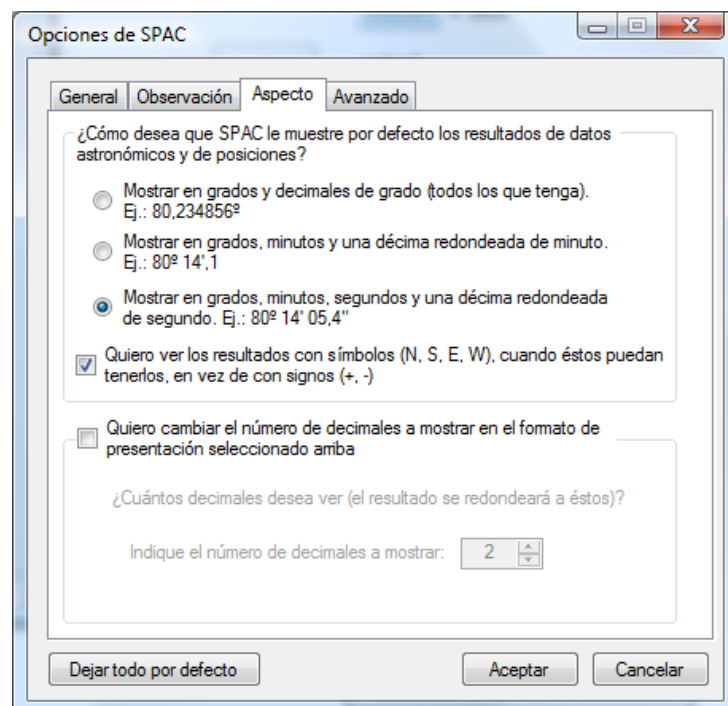 Opciones de SPAC
General Observación Aspecto Avanzado
¿Cómo desea que SPAC le muestre por defecto los resultados de datos
astronómicos y de posiciones?
Mostrar en grados y decimales de grado (todos los que tenga).
Ej.: 80,234856º
Mostrar en grados, minutos y una décima redondeada de minuto.
Ej.: 80º 14',1
Mostrar en grados, minutos, segundos y una décima redondeada
de segundo. Ej.: 80º 14' 05,4''
Quiero ver los resultados con símbolos (N, S, E, W), cuando éstos puedan
tenerlos, en vez de con signos (+, -)
Quiero cambiar el número de decimales a mostrar en el formato de
presentación seleccionado arriba
¿Cuántos decimales desea ver (el resultado se redondeará a éstos)?
Indique el número de decimales a mostrar: 2
Dejar todo por defecto Aceptar Cancelar